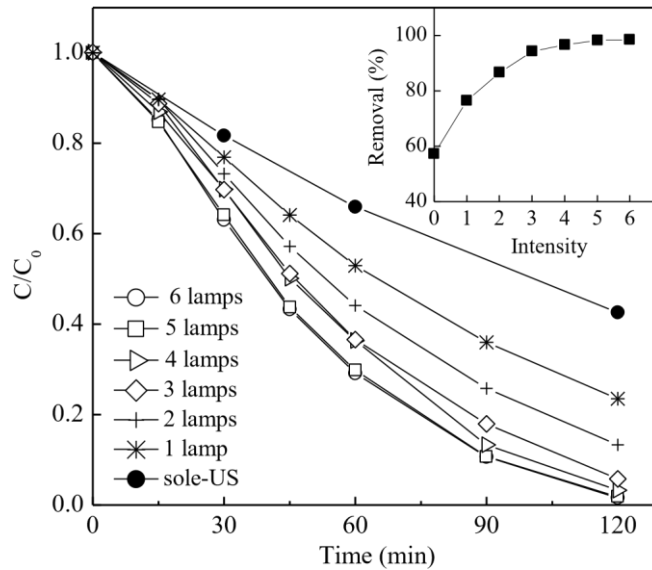 1.0
0.8
0.6
0.4
0.2
0.0
C/C0
0
30
60
90
120
Time (min)
6 lamps
5 lamps
4 lamps
3 lamps
2 lamps
1 lamp
sole-US
100
80
60
40
Removal (%)
0 1 2 3 4 5 6
Intensity